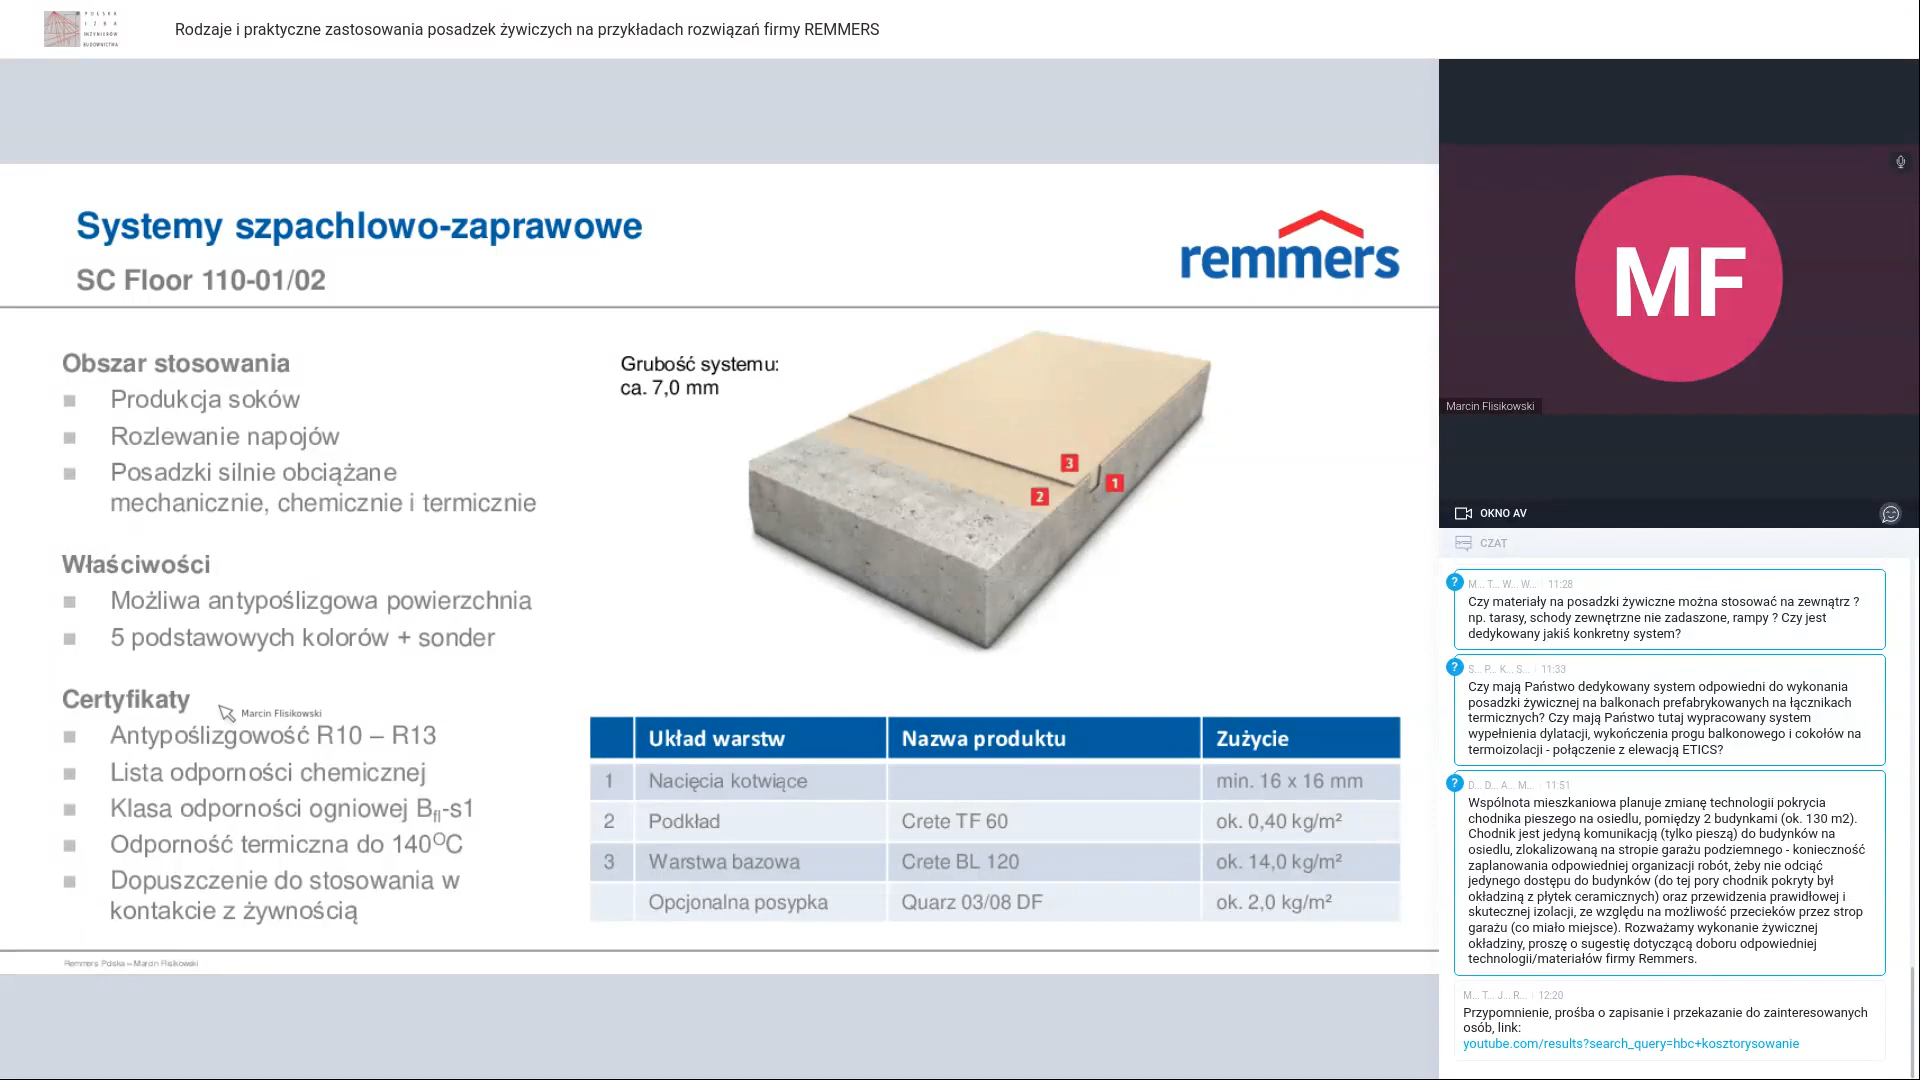 POLSKA
IZBA
INŻYNIERÓW
BUDOWNICTWA
Rodzaje i praktyczne zastosowania posadzek żywicznych na przykładach rozwiązań firmy REMMERS
Systemy szpachlowo-zaprawowe
SC Floor 110-01/02
remmers
Obszar stosowania
Produkcja soków
Rozlewanie napojów
Posadzki silnie obciążane
mechanicznie, chemicznie i termicznie
Właściwości
Możliwa antypoślizgowa powierzchnia
5 podstawowych kolorów + sonder
Certyfikaty
Antypoślizgowość R10 – R13
Lista odporności chemicznej
Klasa odporności ogniowej Bfl-s1
Odporność termiczna do 140OC
Dopuszczenie do stosowania w
kontakcie z żywnością
Marcin Flisikowski
Grubość systemu:
ca. 7,0 mm
3
1
2
Układ warstw Nazwa produktu Zużycie
1 Nacięcia kotwiące min. 16 x 16 mm
2 Podkład Crete TF 60 ok. 0,40 kg/m²
3 Warstwa bazowa Crete BL 120 ok. 14,0 kg/m²
Opcjonalna posypka Quarz 03/08 DF ok. 2,0 kg/m²
Remmers Polska – Marcin Flisikowski
MF
Marcin Flisikowski
OKNO AV
CZAT
? M... T... W... W... 11:28
Czy materiały na posadzki żywiczne można stosować na zewnątrz ?
np. tarasy, schody zewnętrzne nie zadaszone, rampy ? Czy jest
dedykowany jakiś konkretny system?
? S... P... K... S... 11:33
Czy mają Państwo dedykowany system odpowiedni do wykonania
posadzki żywicznej na balkonach prefabrykowanych na łącznikach
termicznych? Czy mają Państwo tutaj wypracowany system
wypełnienia dylatacji, wykończenia progu balkonowego i cokołów na
termoizolacji - połączenie z elewacją ETICS?
? D... D... A... M... 11:51
Wspólnota mieszkaniowa planuje zmianę technologii pokrycia
chodnika pieszego na osiedlu, pomiędzy 2 budynkami (ok. 130 m2).
Chodnik jest jedyną komunikacją (tylko pieszą) do budynków na
osiedlu, zlokalizowaną na stropie garażu podziemnego - konieczność
zaplanowania odpowiedniej organizacji robót, żeby nie odciąć
jedynego dostępu do budynków (do tej pory chodnik pokryty był
okładziną z płytek ceramicznych) oraz przewidzenia prawidłowej i
skutecznej izolacji, ze względu na możliwość przecieków przez strop
garażu (co miało miejsce). Rozważamy wykonanie żywicznej
okładziny, proszę o sugestię dotyczącą doboru odpowiedniej
technologii/materiałów firmy Remmers.
M... T... J... R... 12:20
Przypomnienie, prośba o zapisanie i przekazanie do zainteresowanych
osób, link:
youtube.com/results?search_query=hbc+kosztorysowanie